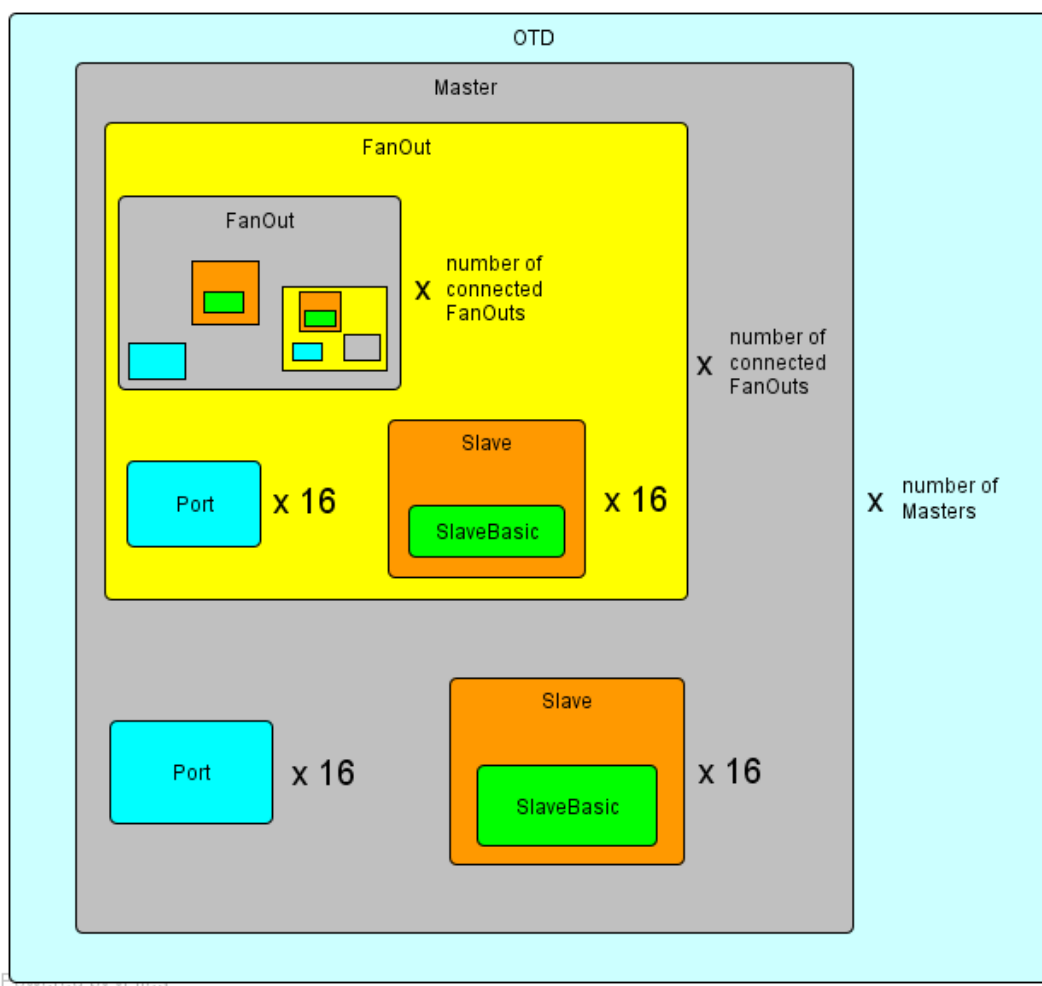 OTD
Master
FanOut
FanOut
x
number of
connected
FanOuts
x
number of
connected
FanOuts
Port
x 16
Slave
SlaveBasic
x 16
x
number of
Masters
Port
x 16
Slave
SlaveBasic
x 16